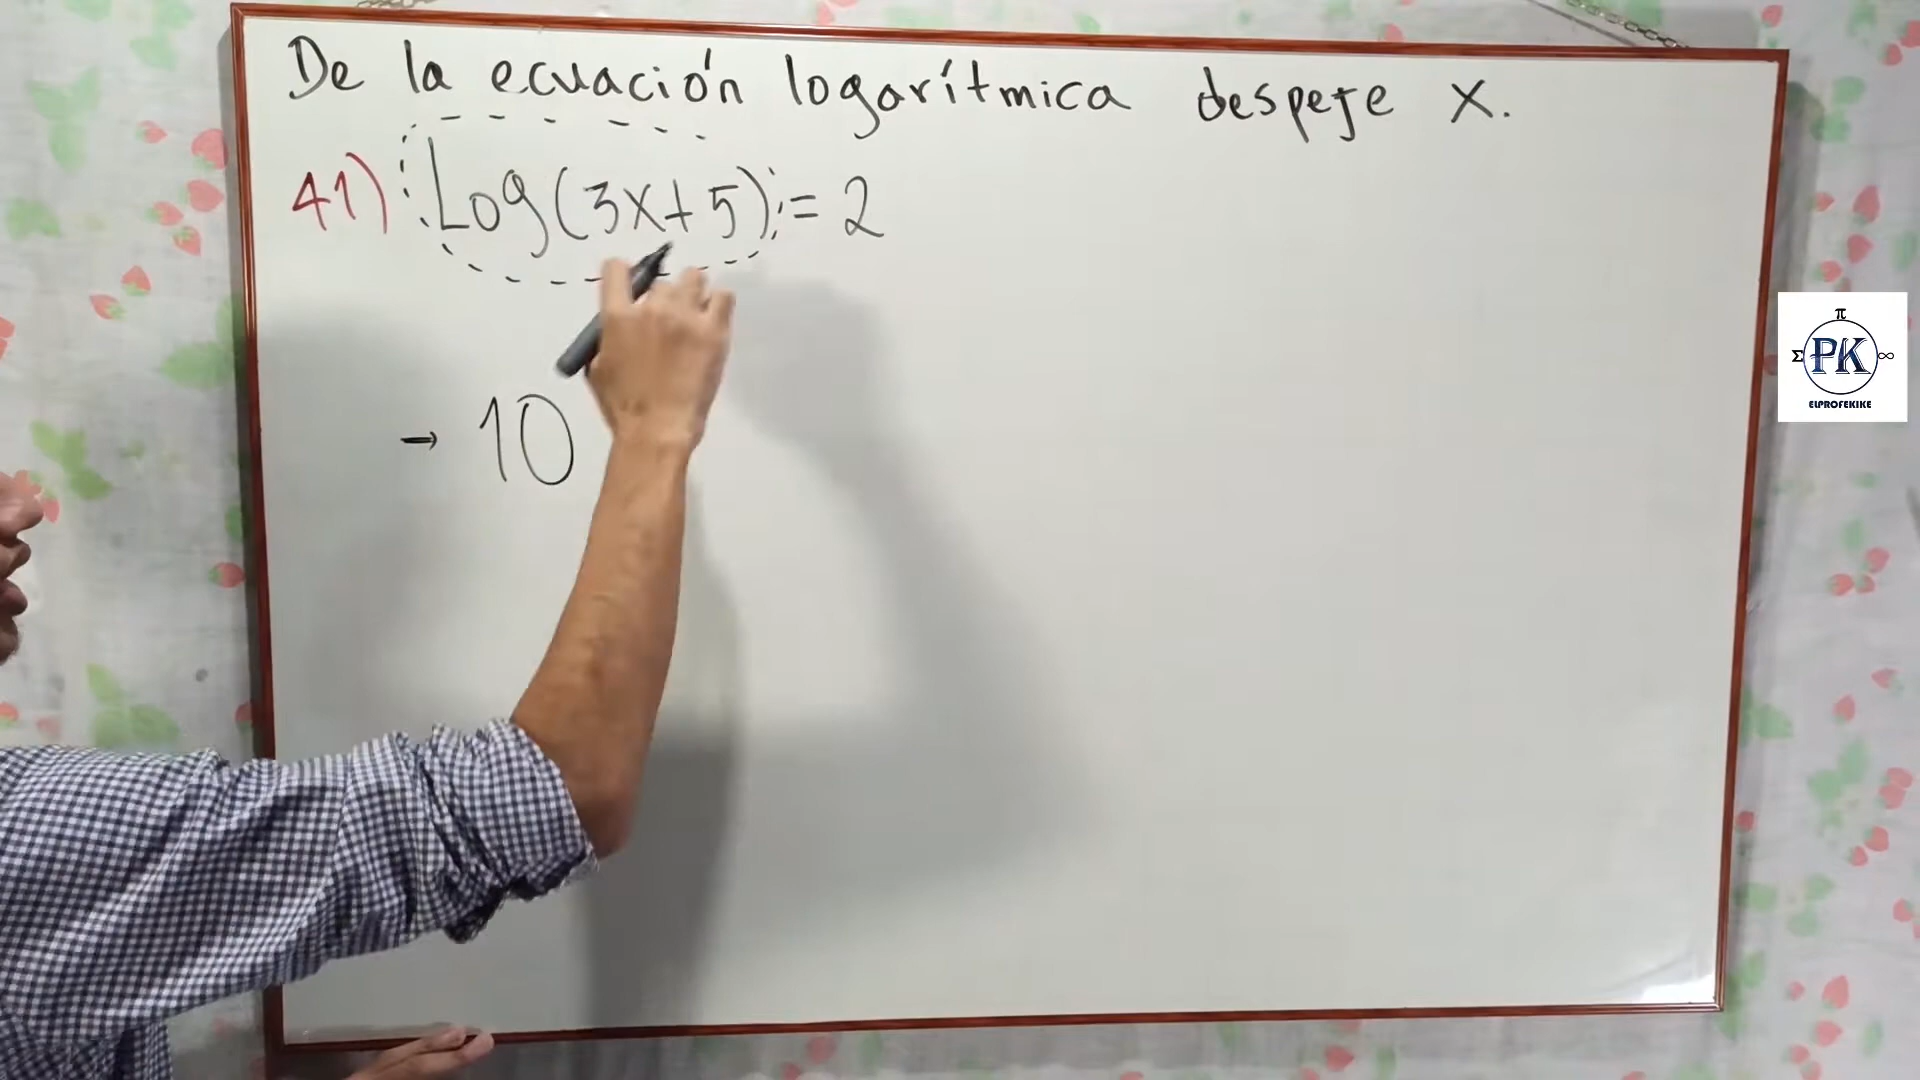 De la ecuación logarítmica despeje X.
41) Log(3x+5) = 2
→ 10
π
Σ PK ∞
ELPROFEKIKE